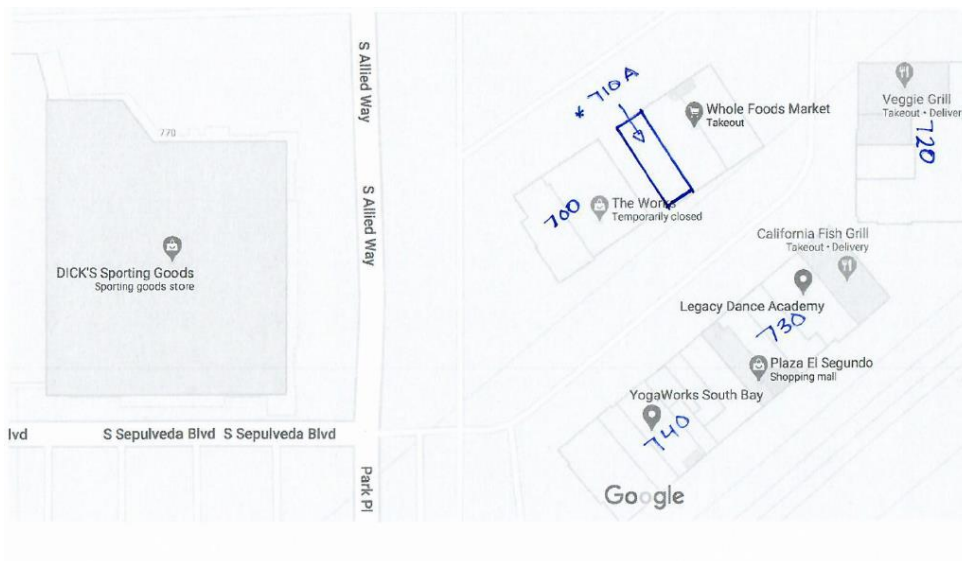 S Allied Way
770
* 710 A
Whole Foods Market
Takeout
Veggie Grill
Takeout • Deliver
720
700
The Works
Temporarily closed
S Allied Way
California Fish Grill
Takeout • Delivery
DICK'S Sporting Goods
Sporting goods store
Legacy Dance Academy
730
Plaza El Segundo
Shopping mall
YogaWorks South Bay
740
lvd
S Sepulveda Blvd S Sepulveda Blvd
Park Pl
Google